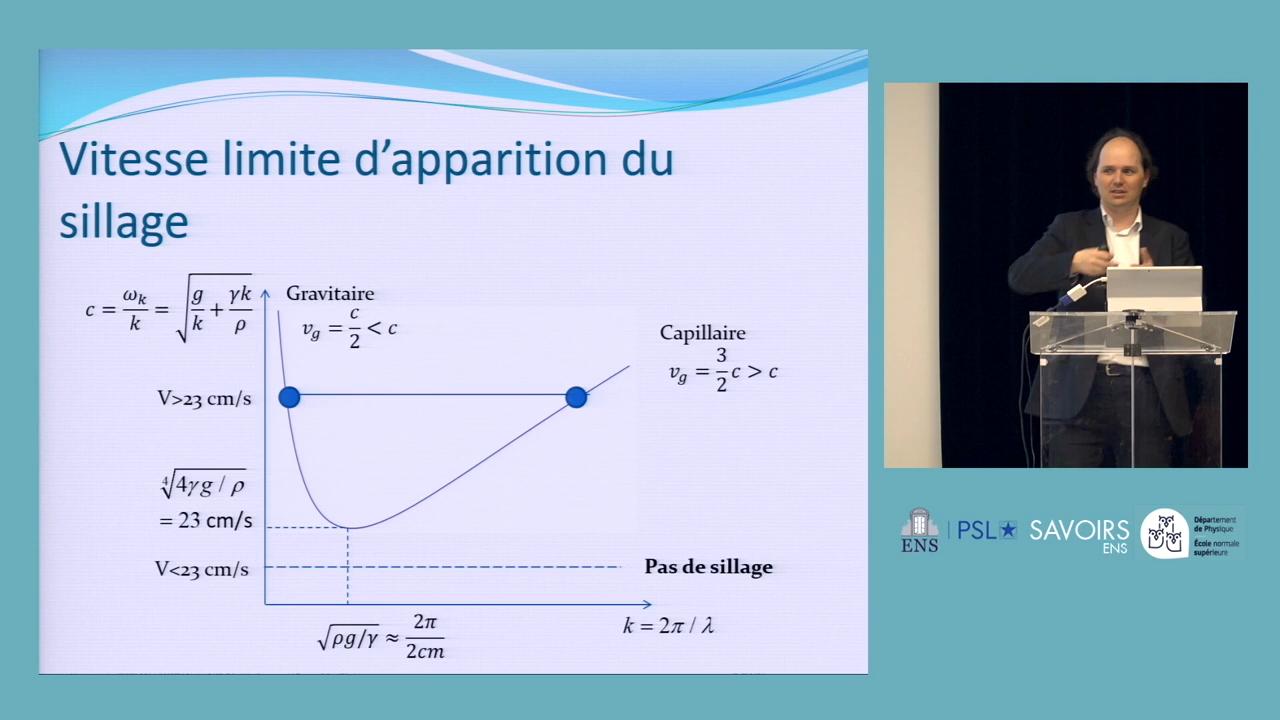 Vitesse limite d'apparition du
sillage
c = ω_k/k = √(g/k + γk/ρ)
Gravitaire
v_g = c/2 < c
Capillaire
v_g = 3/2 c > c
V>23 cm/s
∜(4γg / ρ)
= 23 cm/s
V<23 cm/s
Pas de sillage
√(ρg/γ) ≈ 2π/2cm
k = 2π / λ
ENS
PSL
SAVOIRS
ENS
Département
de Physique
École normale
supérieure